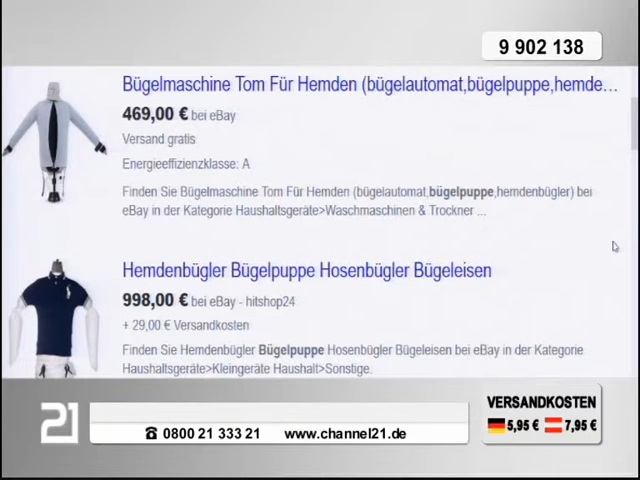 9 902 138
Bügelmaschine Tom Für Hemden (bügelautomat,bügelpuppe,hemde...
469,00 € bei eBay
Versand gratis
Energieeffizienzklasse: A
Finden Sie Bügelmaschine Tom Für Hemden (bügelautomat,bügelpuppe,hemdenbügler) bei
eBay in der Kategorie Haushaltsgeräte>Waschmaschinen & Trockner ...
Hemdenbügler Bügelpuppe Hosenbügler Bügeleisen
998,00 € bei eBay - hitshop24
+ 29,00 € Versandkosten
Finden Sie Hemdenbügler Bügelpuppe Hosenbügler Bügeleisen bei eBay in der Kategorie
Haushaltsgeräte>Kleingeräte Haushalt>Sonstige.
21
☎ 0800 21 333 21 www.channel21.de
VERSANDKOSTEN
5,95 € 7,95 €